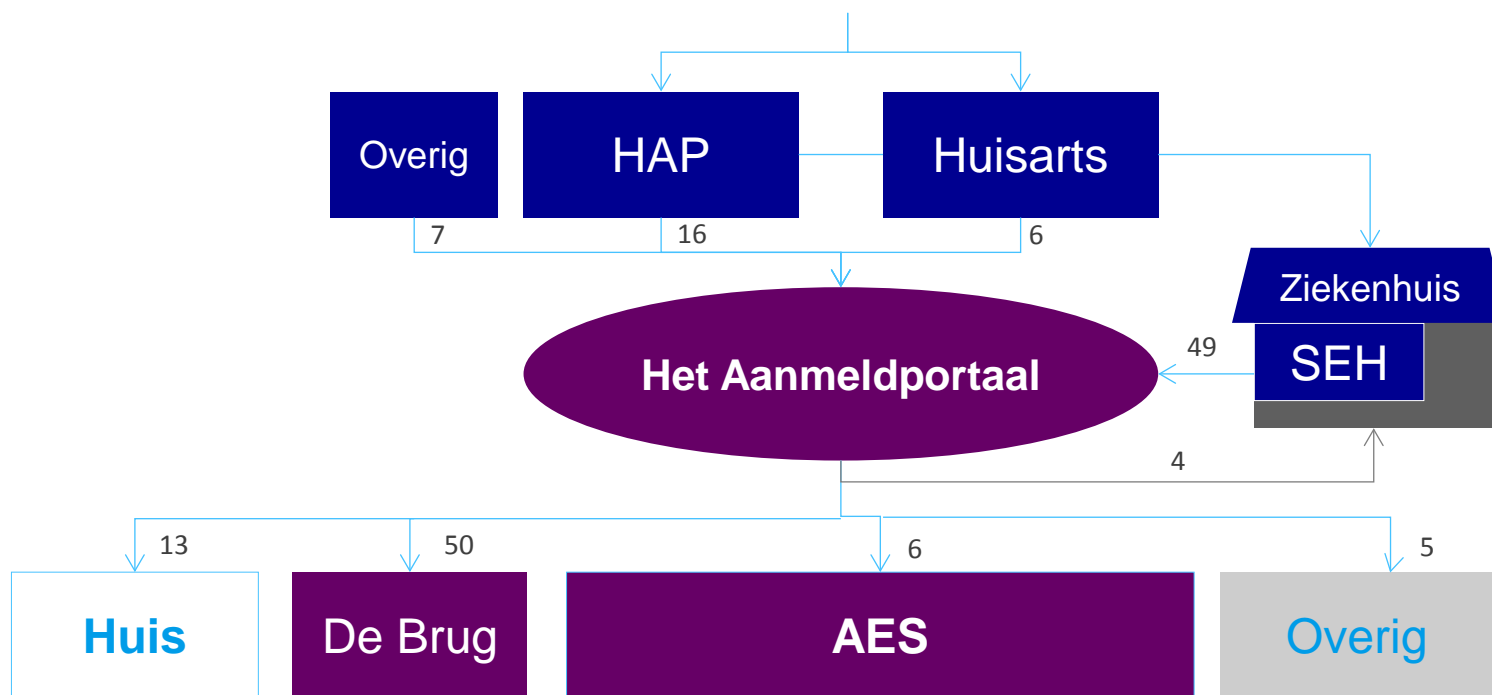 Overig
HAP
Huisarts
7
16
6
Ziekenhuis
49
SEH
Het Aanmeldportaal
4
13
50
6
5
Huis
De Brug
AES
Overig